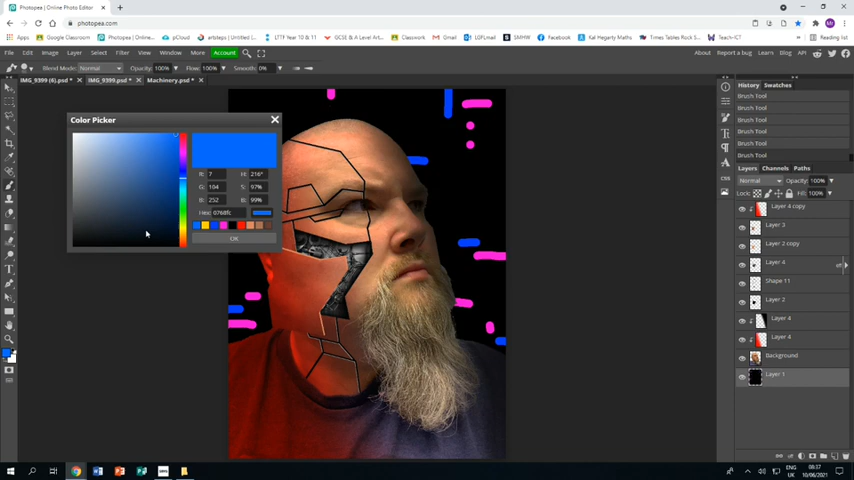 Photopea | Online Photo Editor
photopea.com
Google Classroom
Photopea | Online P...
pCloud
artsteps | Untitled |...
LTTF Year 10 & 11
QCSE & A Level Art...
Classwork
Gmail
LDPEmail
SMHW
Facebook
Kal Hegarty Maths
Times Tables Rock S...
Teach-ICT
Reading list
File Edit Image Layer Select Filter View Window More Account
About Report a bug Learn Blog API
Blend Mode: Normal Opacity: 100% Flow: 100% Smooth: 0%
IMG_9399 (6).psd * IMG_9399.psd * Machinery.psd *
History Swatches
Brush Tool
Brush Tool
Brush Tool
Brush Tool
Brush Tool
Brush Tool
Layers Channels Paths
Normal Opacity: 100%
Lock: Fill: 100%
Layer 4 copy
Layer 3
Layer 2 copy
Layer 4
Shape 11
Layer 2
Layer 4
Layer 4
Background
Layer 1
CSS
Color Picker
R: 7 H: 216°
G: 104 S: 97%
B: 252 B: 99%
Hex: 0768fc
OK
ENG
UK
08:37
10/06/2021